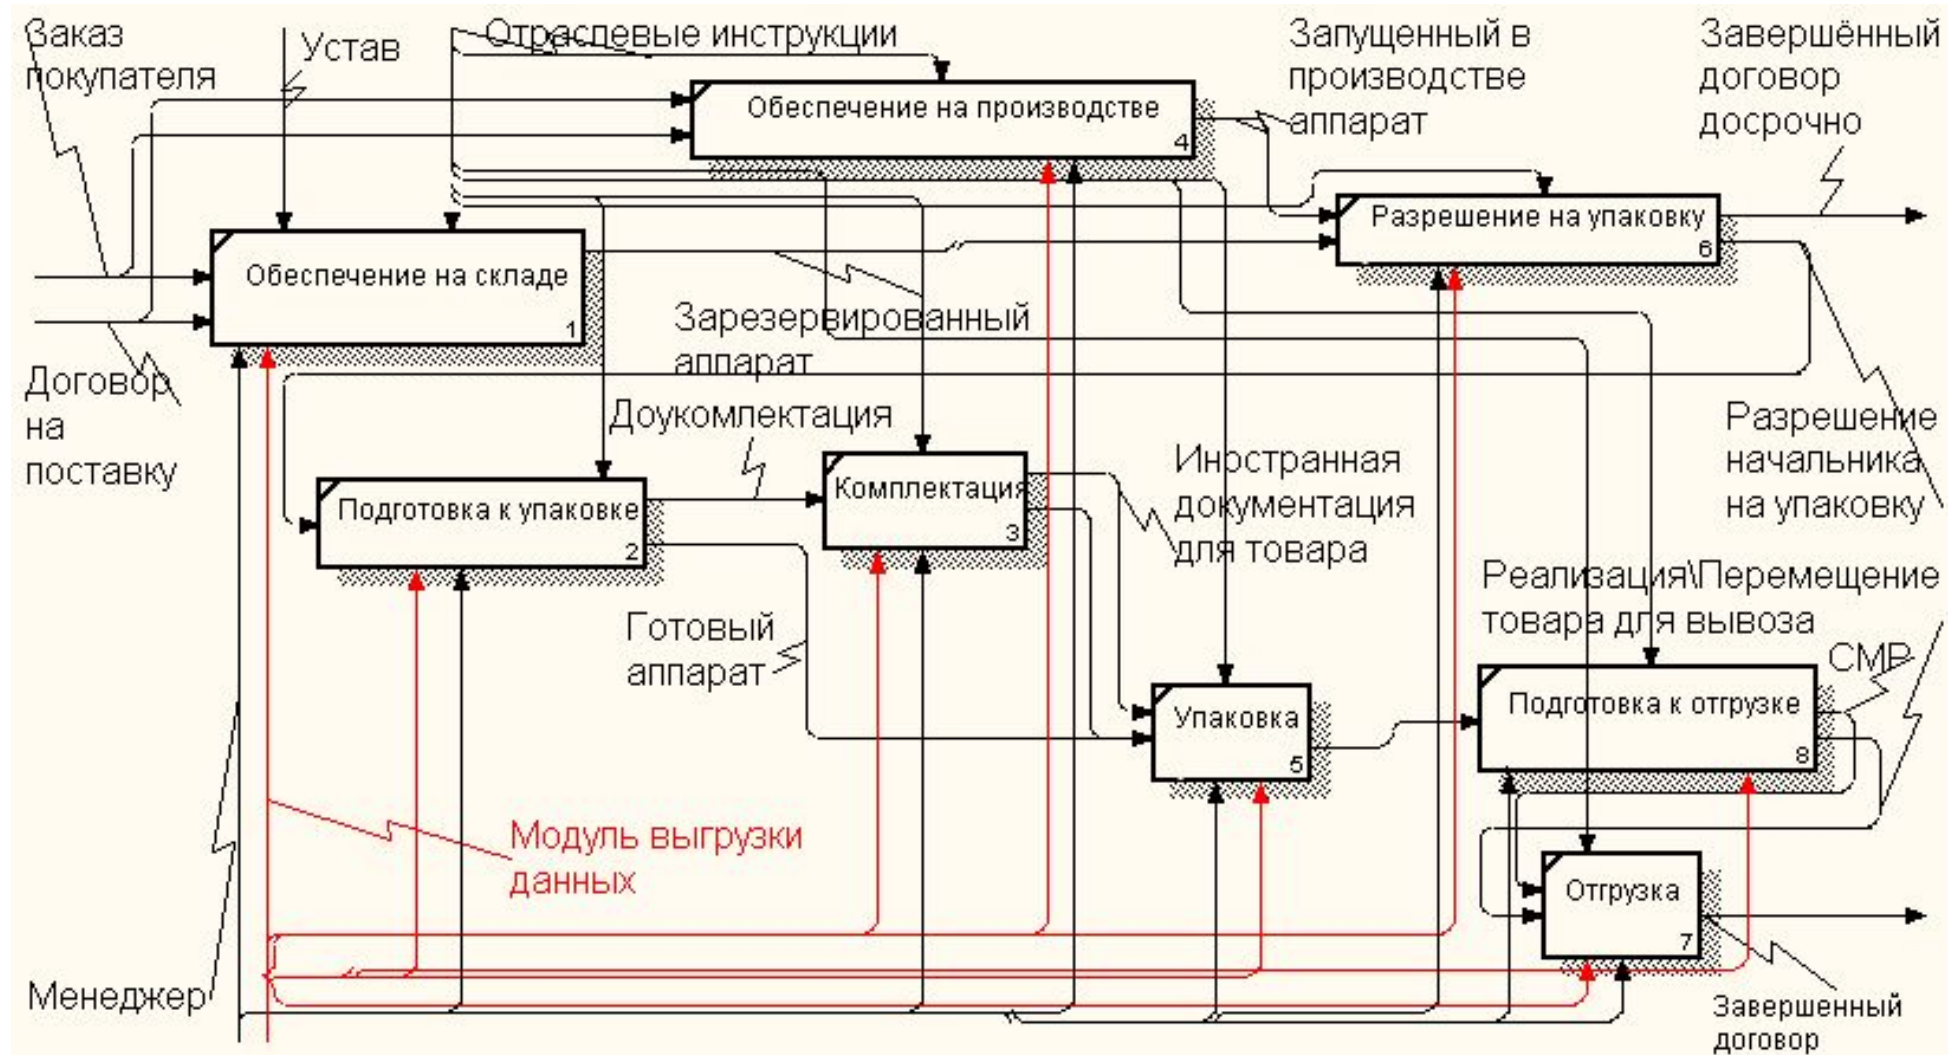 Заказ
покупателя
Устав
Отраслевые инструкции
Запущенный в
производстве
аппарат
Завершённый
договор
досрочно
Обеспечение на производстве
4
Разрешение на упаковку
6
Обеспечение на складе
1
Зарезервированный
аппарат
Договор
на
поставку
Доукомплектация
Разрешение
начальника
на упаковку
Иностранная
документация
для товара
Подготовка к упаковке
2
Комплектация
3
Готовый
аппарат
Реализация\Перемещение
товара для вывоза
СМР
Упаковка
5
Подготовка к отгрузке
8
Модуль выгрузки
данных
Отгрузка
7
Менеджер
Завершенный
договор